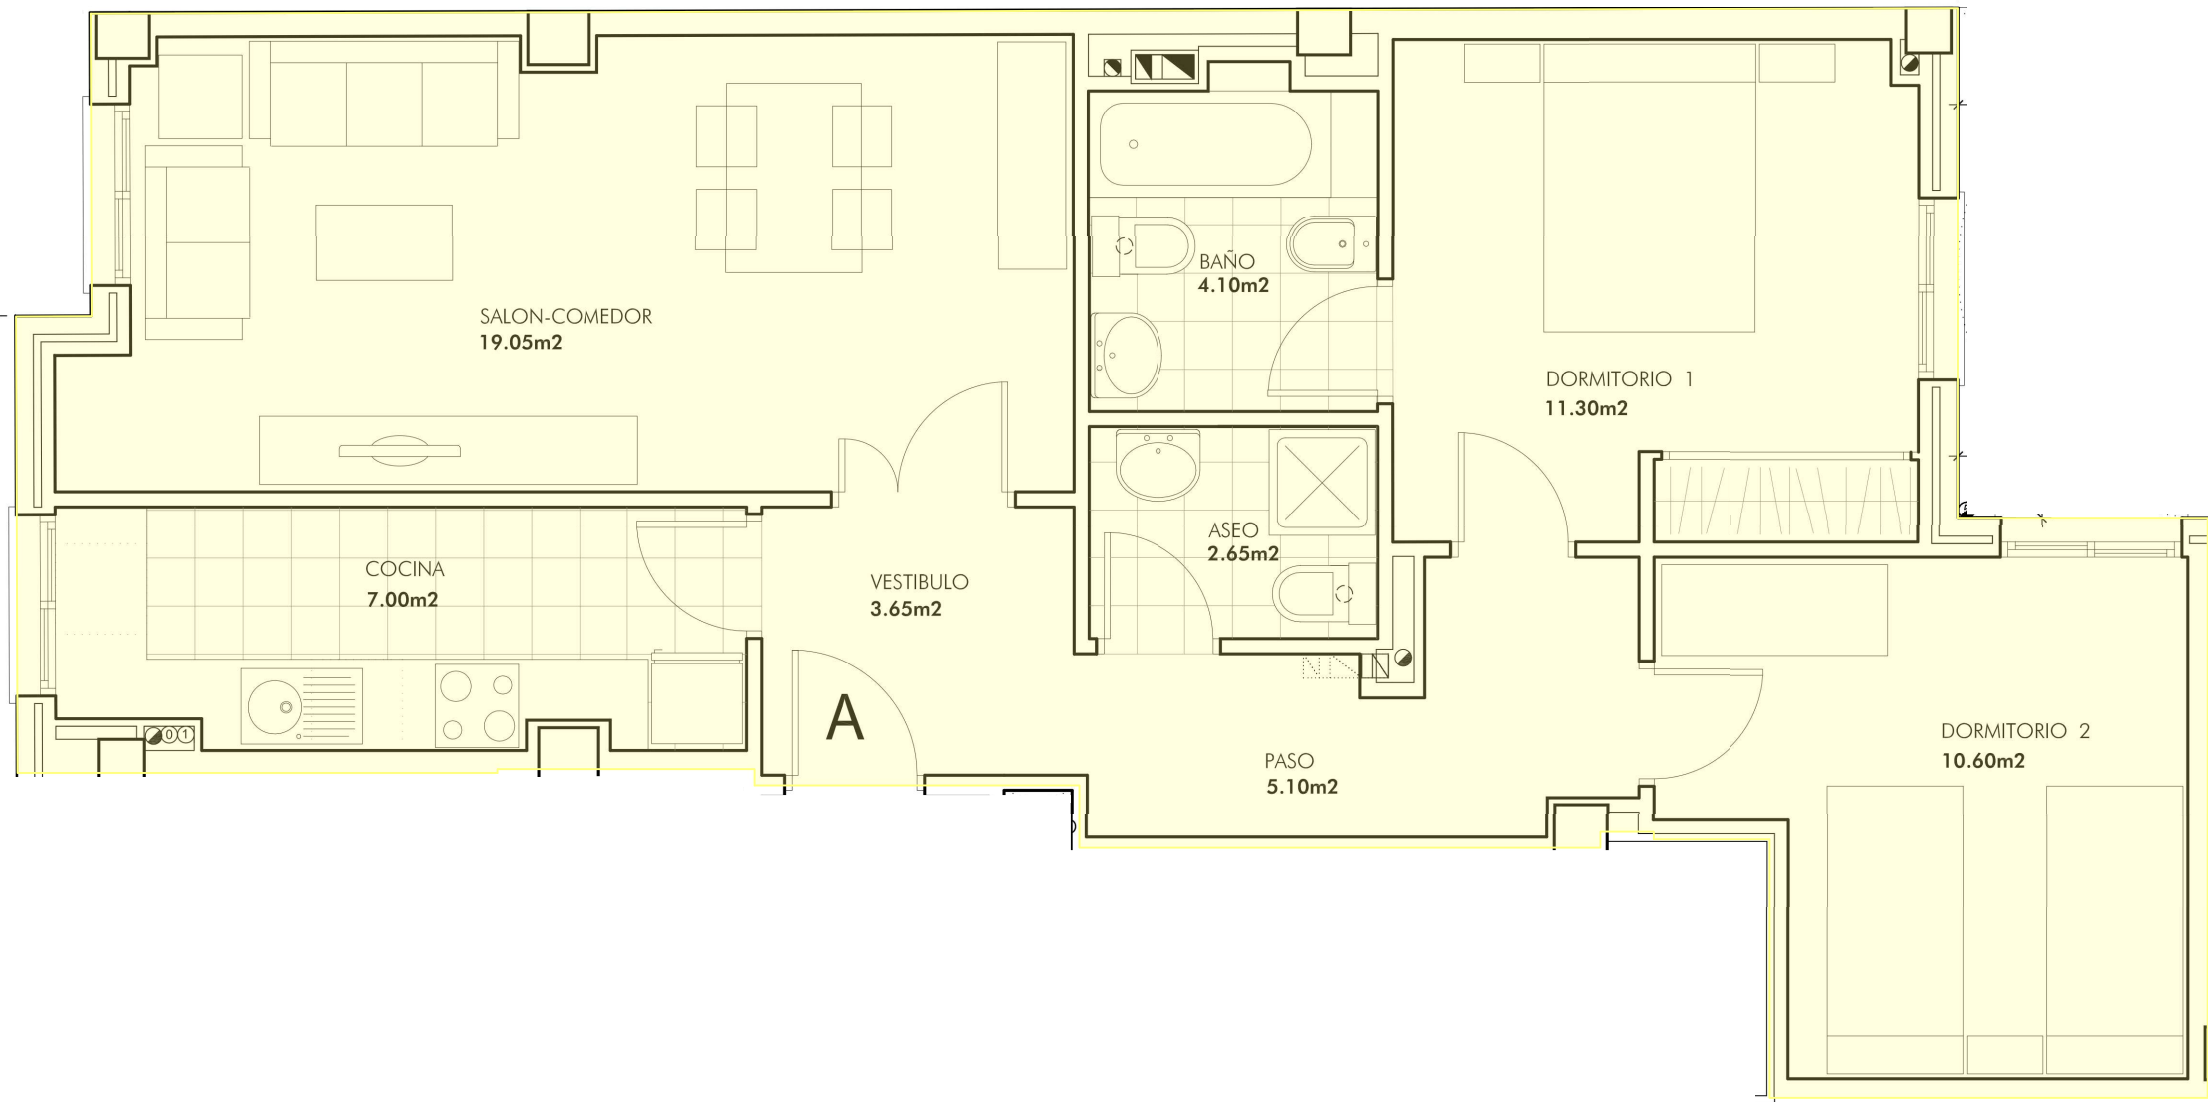 SALON-COMEDOR
19.05m2
BAÑO
4.10m2
DORMITORIO 1
11.30m2
ASEO
2.65m2
COCINA
7.00m2
VESTIBULO
3.65m2
A
01
PASO
5.10m2
DORMITORIO 2
10.60m2